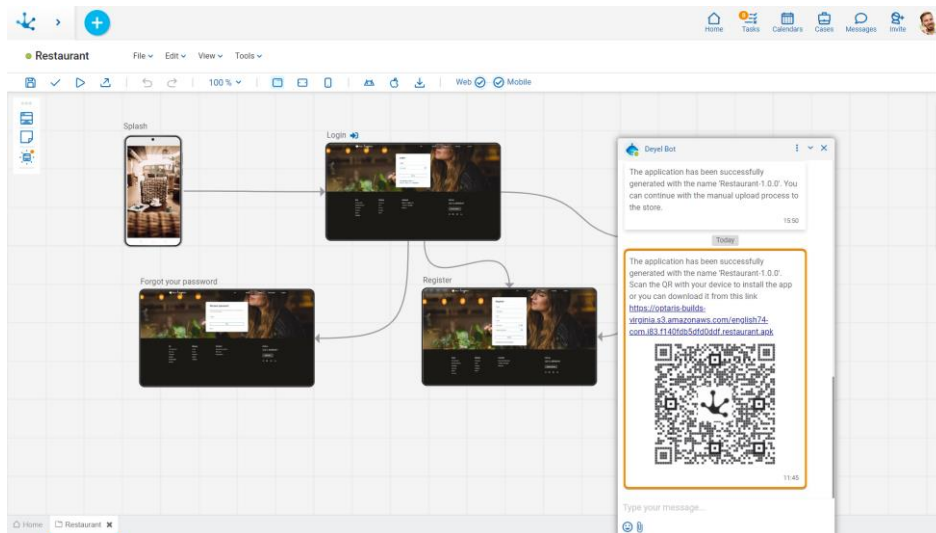 Home
Tasks
Calendars
Cases
Messages
Invite
Restaurant
File
Edit
View
Tools
100 %
Web
Mobile
Splash
Login
Forgot your password
Register
Deyel Bot
The application has been successfully
generated with the name 'Restaurant-1.0.0'. You
can continue with the manual upload process to
the store.
15:50
Today
The application has been successfully
generated with the name 'Restaurant-1.0.0'.
Scan the QR with your device to install the app
or you can download it from this link
https://optaris-builds-
virginia.s3.amazonaws.com/english74-
com.i83.f140fdb5dfd0ddf.restaurant.apk
11:45
Type your message...
Home
Restaurant